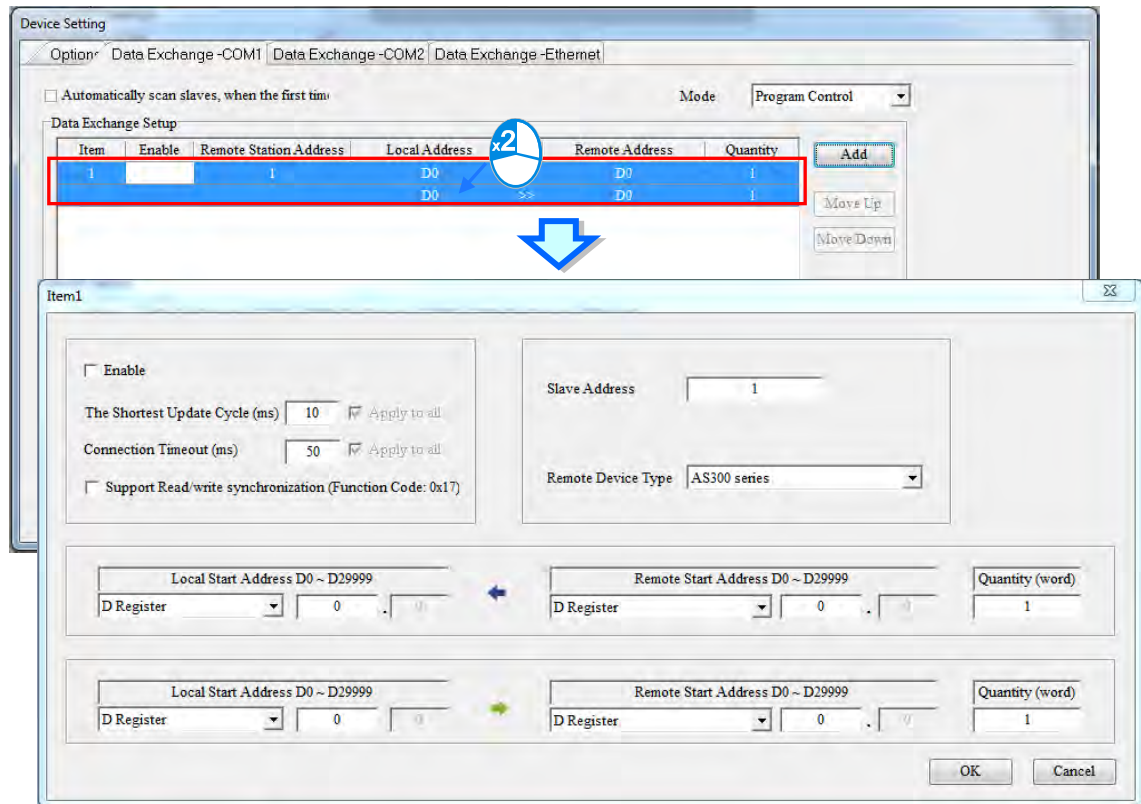 Device Setting
Option Data Exchange -COM1 Data Exchange -COM2 Data Exchange -Ethernet
Automatically scan slaves, when the first time
Mode Program Control
Data Exchange Setup
Item Enable Remote Station Address Local Address Remote Address Quantity
x2
Add
1 1 D0 D0 1
D0 >> D0 1
Move Up
Move Down
Item1
Enable
Slave Address 1
The Shortest Update Cycle (ms) 10 Apply to all
Connection Timeout (ms) 50 Apply to all
Remote Device Type AS300 series
Support Read/write synchronization (Function Code: 0x17)
Local Start Address D0 ~ D29999 Remote Start Address D0 ~ D29999 Quantity (word)
D Register 0 . 0 D Register 0 . 0 1
Local Start Address D0 ~ D29999 Remote Start Address D0 ~ D29999 Quantity (word)
D Register 0 0 D Register 0 . 0 1
OK Cancel